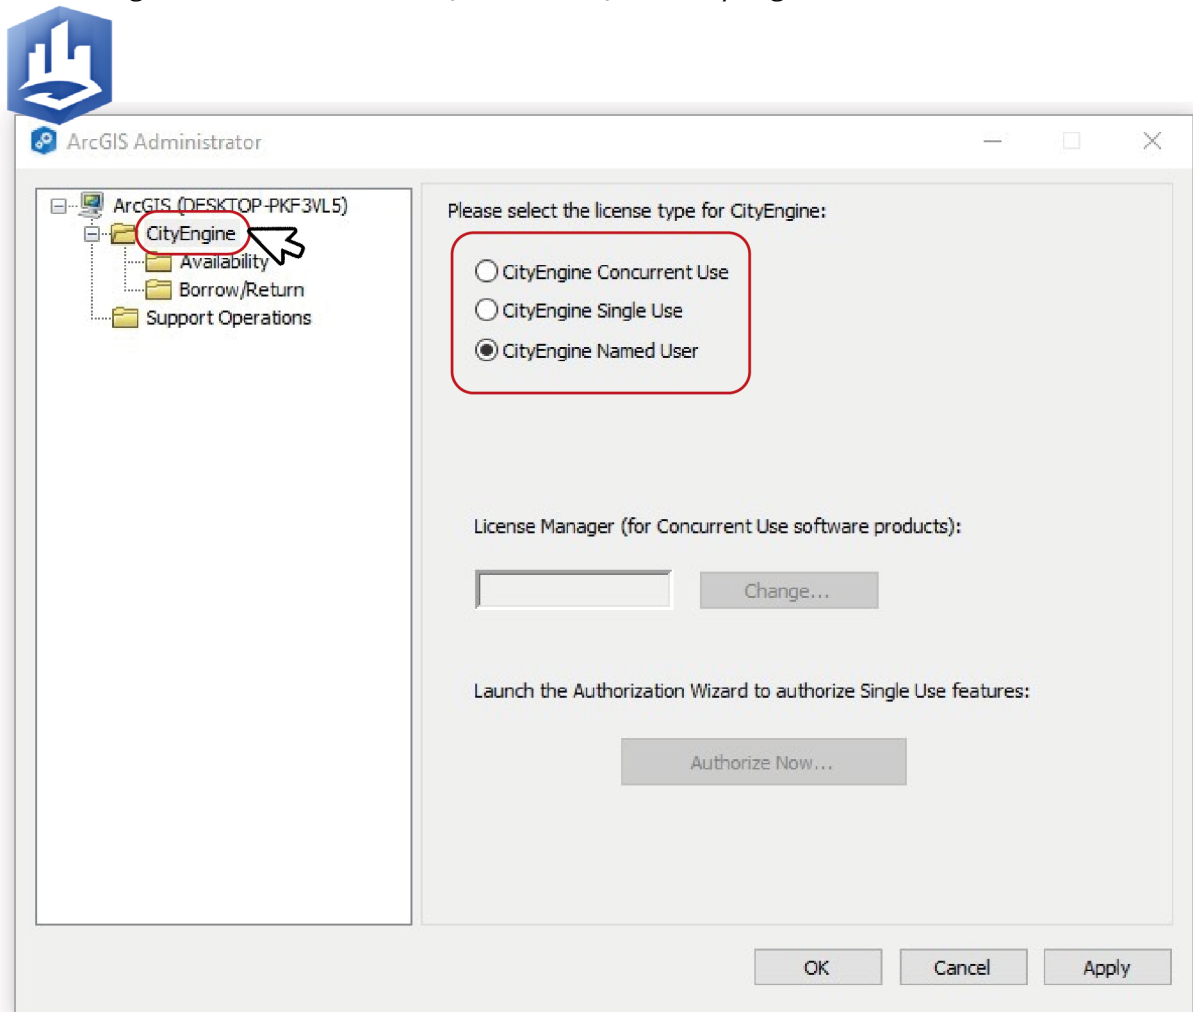 ArcGIS Administrator
ArcGIS (DESKTOP-PKF3VL5)
CityEngine
Availability
Borrow/Return
Support Operations
Please select the license type for CityEngine:
CityEngine Concurrent Use
CityEngine Single Use
CityEngine Named User
License Manager (for Concurrent Use software products):
Change...
Launch the Authorization Wizard to authorize Single Use features:
Authorize Now...
OK
Cancel
Apply